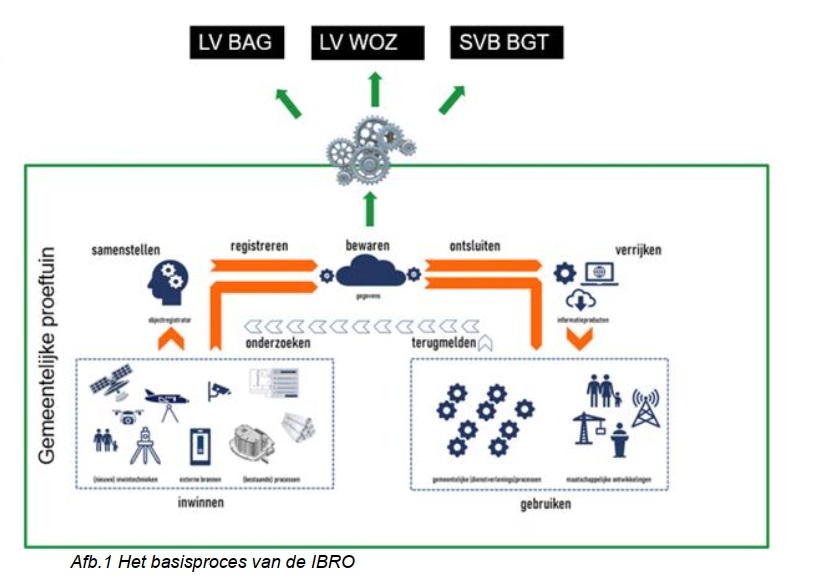 LV BAG
LV WOZ
SVB BGT
Gemeentelijke proeftuin
samenstellen
registreren
bewaren
ontsluiten
verrijken
gegevens
objectregistrator
informatieproducten
onderzoeken
terugmelden
(nieuwe) inwintechnieken
externe bronnen
(bestaande) processen
gemeentelijke (dienstverlenings)processen
maatschappelijke ontwikkelingen
inwinnen
gebruiken
Afb.1 Het basisproces van de IBRO